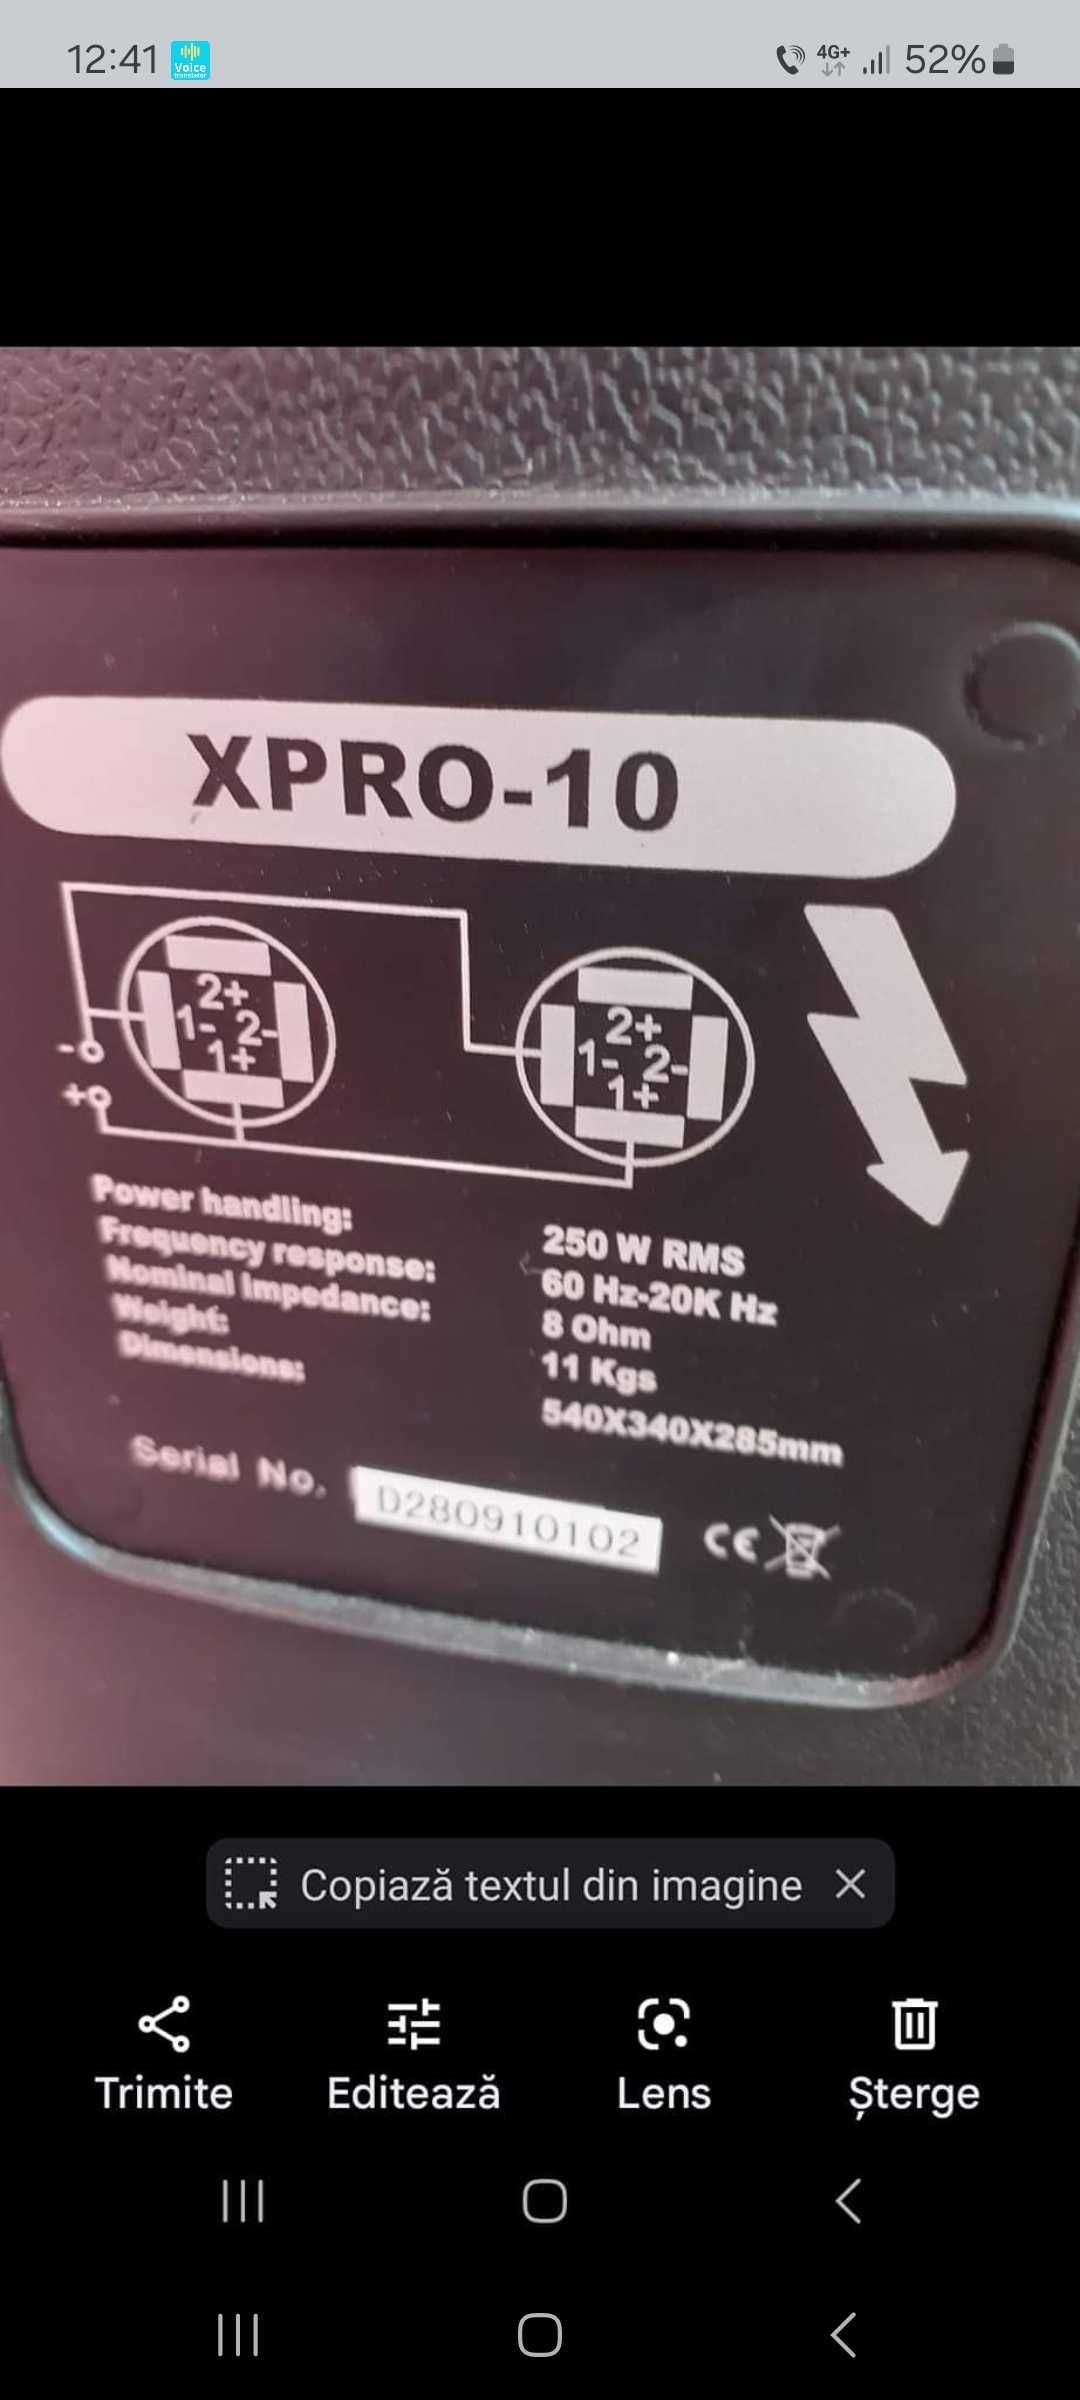 12:41
Voice
translator
4G+
52%
XPRO-10
2+
1- 2-
1+
2+
1- 2-
1+
-
+
Power handling: 250 W RMS
Frequency response: 60 Hz-20K Hz
Nominal impedance: 8 Ohm
Weight: 11 Kgs
Dimensions: 540X340X285mm
Serial No. D280910102
CE
Copiază textul din imagine
Trimite
Editează
Lens
Șterge